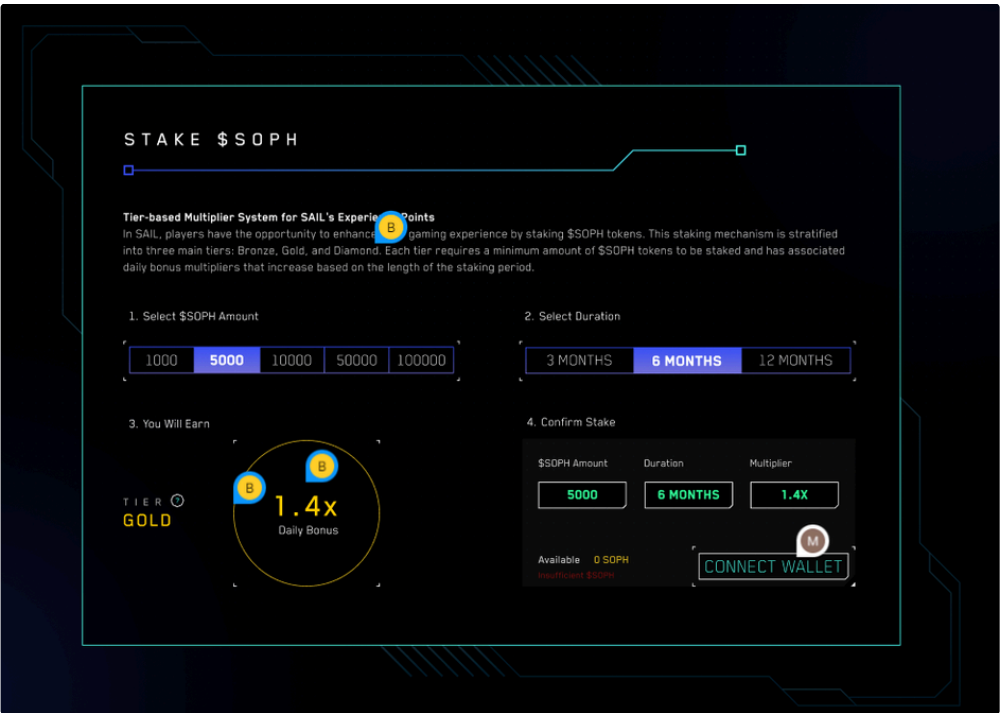 STAKE $SOPH
Tier-based Multiplier System for SAIL's Experie Points
B
In SAIL, players have the opportunity to enhance gaming experience by staking $SOPH tokens. This staking mechanism is stratified
into three main tiers: Bronze, Gold, and Diamond. Each tier requires a minimum amount of $SOPH tokens to be staked and has associated
daily bonus multipliers that increase based on the length of the staking period.
1. Select $SOPH Amount
1000 5000 10000 50000 100000
2. Select Duration
3 MONTHS 6 MONTHS 12 MONTHS
3. You Will Earn
TIER ?
GOLD
B
B
1.4x
Daily Bonus
4. Confirm Stake
$SOPH Amount Duration Multiplier
5000 6 MONTHS 1.4X
M
Available 0 SOPH
Insufficient $SOPH
CONNECT WALLET